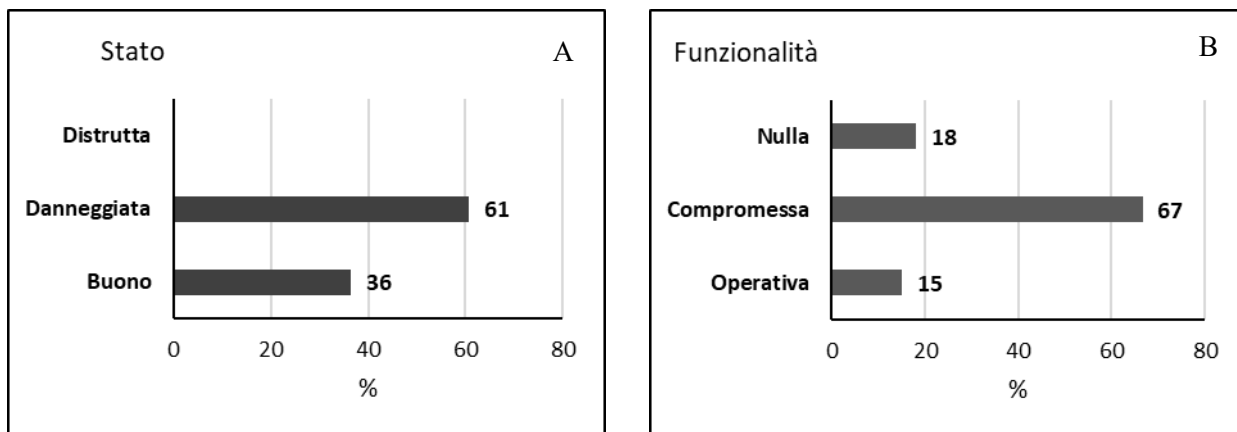 Stato
A
Distrutta
Danneggiata
61
Buono
36
0 20 40 60 80
%
Funzionalità
B
Nulla
18
Compromessa
67
Operativa
15
0 20 40 60 80
%